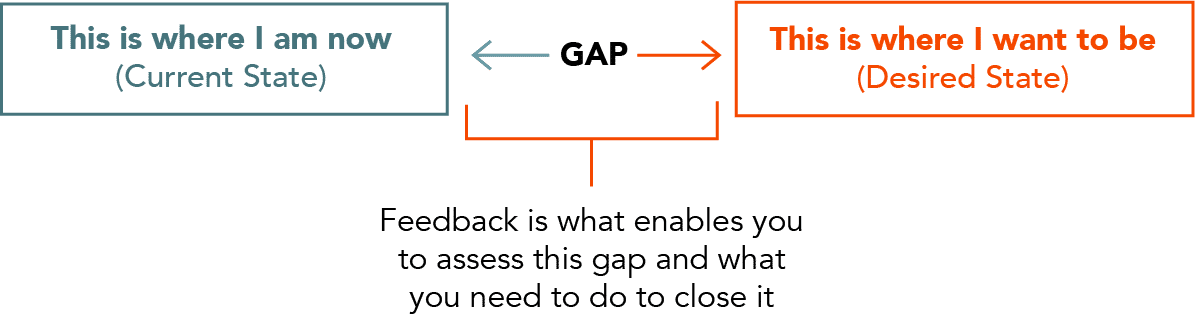 This is where I am now
(Current State)
GAP
This is where I want to be
(Desired State)
Feedback is what enables you
to assess this gap and what
you need to do to close it